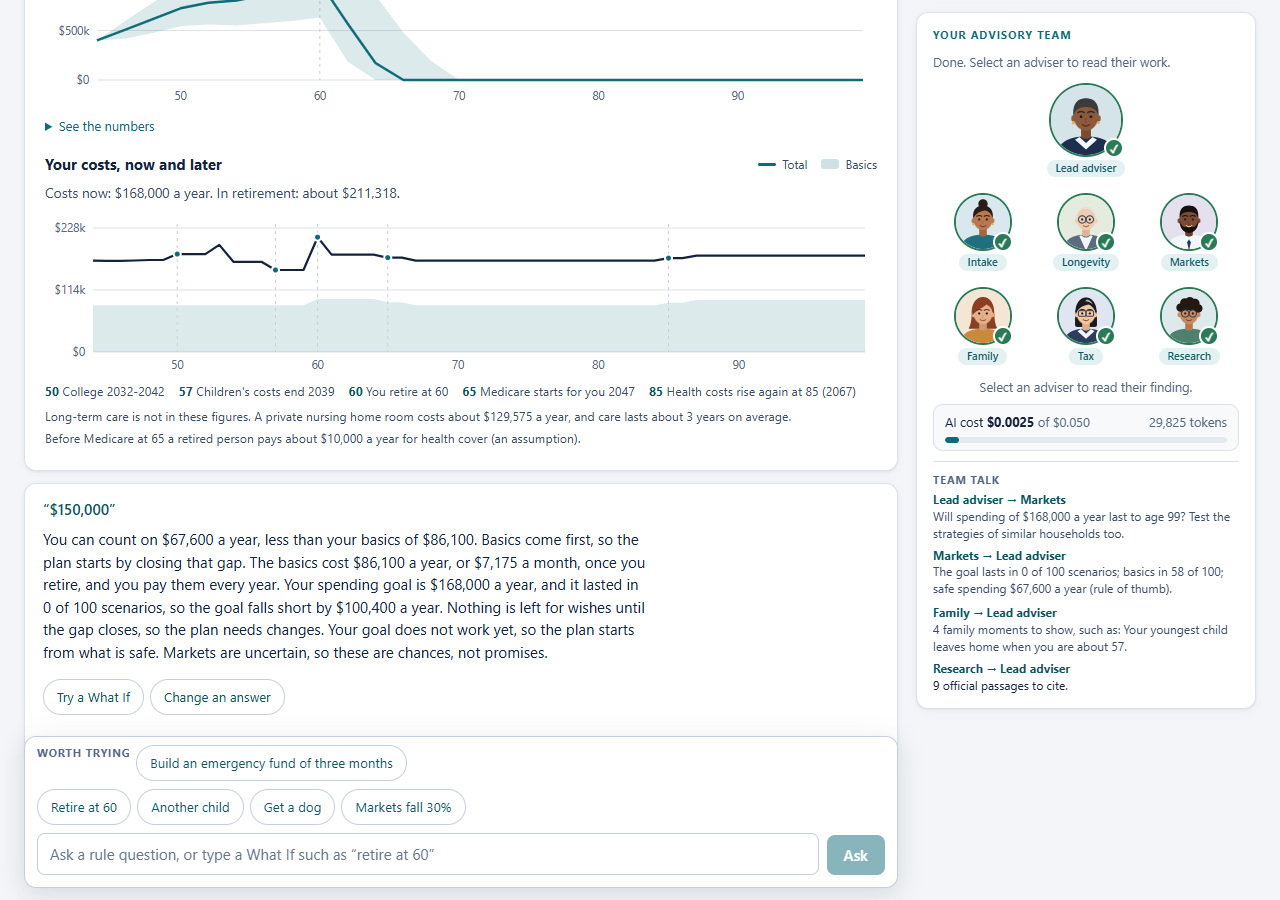 $500k
$0
50 60 70 80 90
▶ See the numbers
Your costs, now and later
Total Basics
Costs now: $168,000 a year. In retirement: about $211,318.
$228k
$114k
$0
50 60 70 80 90
50 College 2032-2042 57 Children's costs end 2039 60 You retire at 60 65 Medicare starts for you 2047 85 Health costs rise again at 85 (2067)
Long-term care is not in these figures. A private nursing home room costs about $129,575 a year, and care lasts about 3 years on average.
Before Medicare at 65 a retired person pays about $10,000 a year for health cover (an assumption).
“$150,000”
You can count on $67,600 a year, less than your basics of $86,100. Basics come first, so the
plan starts by closing that gap. The basics cost $86,100 a year, or $7,175 a month, once you
retire, and you pay them every year. Your spending goal is $168,000 a year, and it lasted in
0 of 100 scenarios, so the goal falls short by $100,400 a year. Nothing is left for wishes until
the gap closes, so the plan needs changes. Your goal does not work yet, so the plan starts
from what is safe. Markets are uncertain, so these are chances, not promises.
Try a What If Change an answer
WORTH TRYING Build an emergency fund of three months
Retire at 60 Another child Get a dog Markets fall 30%
Ask a rule question, or type a What If such as “retire at 60”
Ask
YOUR ADVISORY TEAM
Done. Select an adviser to read their work.
Lead adviser
Intake Longevity Markets
Family Tax Research
Select an adviser to read their finding.
AI cost $0.0025 of $0.050 29,825 tokens
TEAM TALK
Lead adviser → Markets
Will spending of $168,000 a year last to age 99? Test the
strategies of similar households too.
Markets → Lead adviser
The goal lasts in 0 of 100 scenarios; basics in 58 of 100;
safe spending $67,600 a year (rule of thumb).
Family → Lead adviser
4 family moments to show, such as: Your youngest child
leaves home when you are about 57.
Research → Lead adviser
9 official passages to cite.